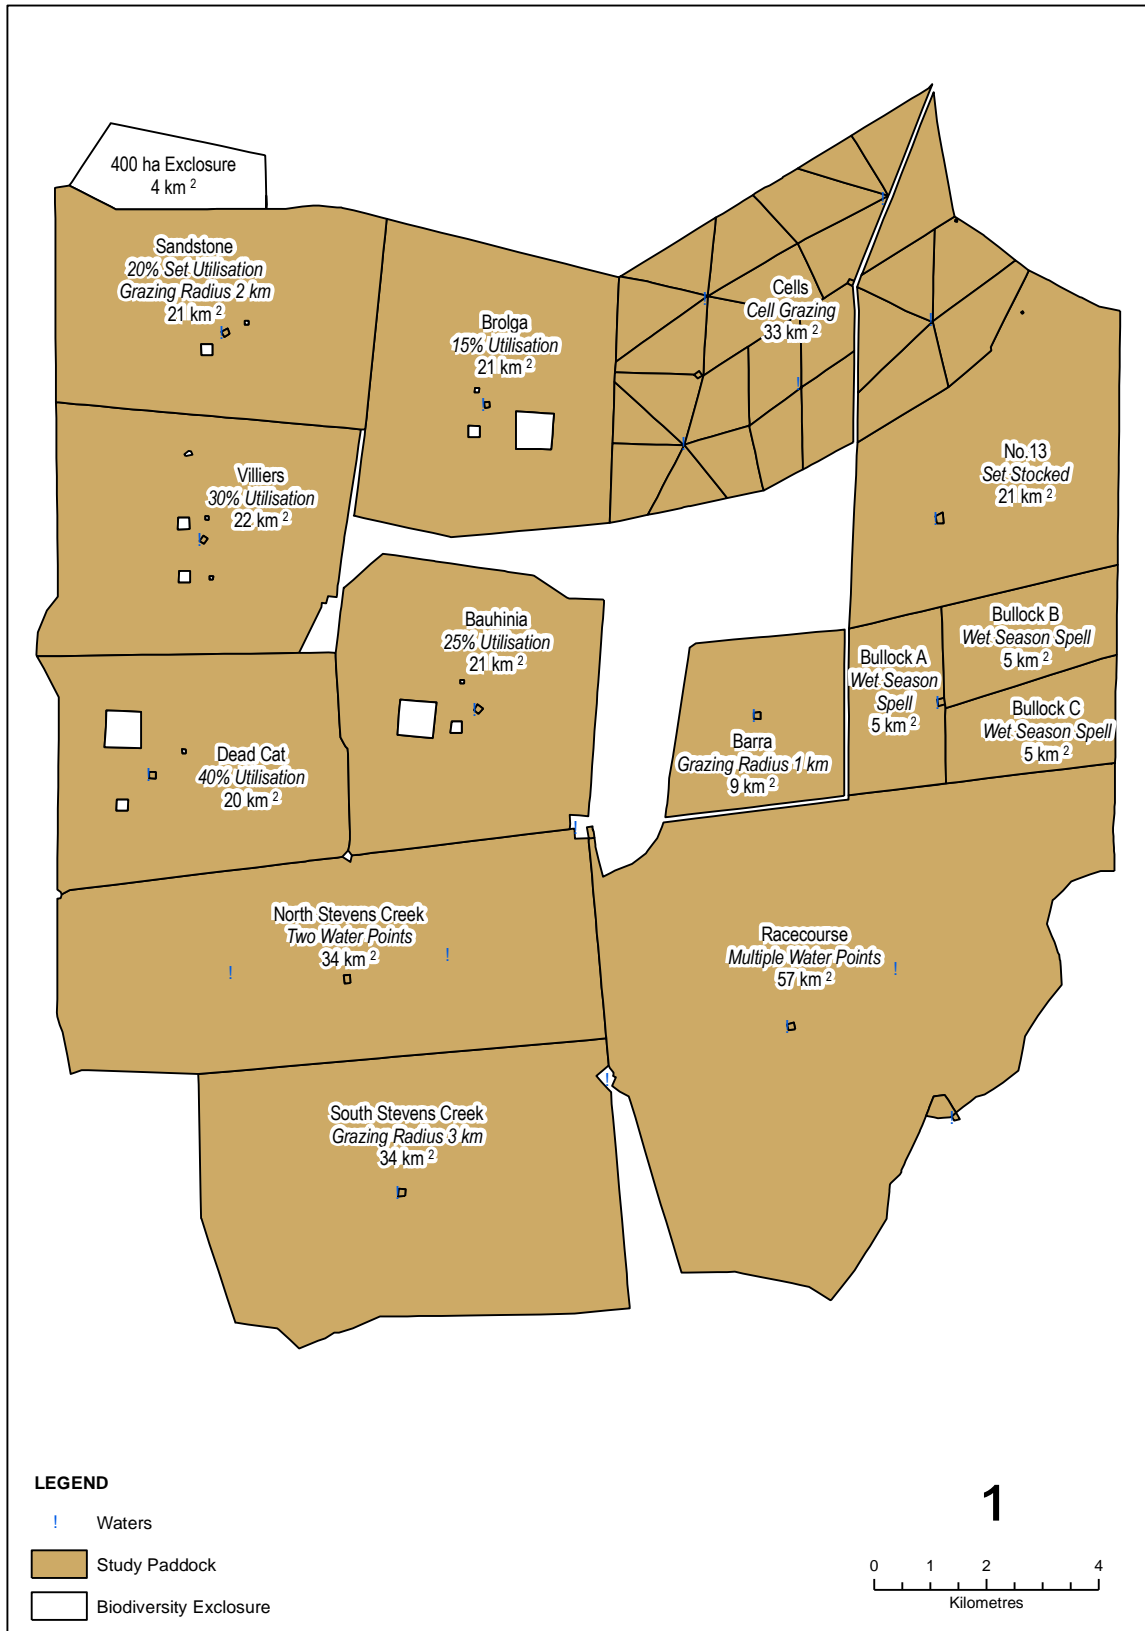 400 ha Exclosure
4 km ²
Sandstone
20% Set Utilisation
Grazing Radius 2 km
21 km ²
Brolga
15% Utilisation
21 km ²
Cells
Cell Grazing
33 km ²
Villiers
30% Utilisation
22 km ²
No.13
Set Stocked
21 km ²
Bauhinia
25% Utilisation
21 km ²
Bullock B
Wet Season Spell
5 km ²
Bullock A
Wet Season
Spell
5 km ²
Bullock C
Wet Season Spell
5 km ²
Barra
Grazing Radius 1 km
9 km ²
Dead Cat
40% Utilisation
20 km ²
North Stevens Creek
Two Water Points
34 km ²
Racecourse
Multiple Water Points
57 km ²
South Stevens Creek
Grazing Radius 3 km
34 km ²
LEGEND
! Waters
Study Paddock
Biodiversity Exclosure
1
0 1 2 4
Kilometres